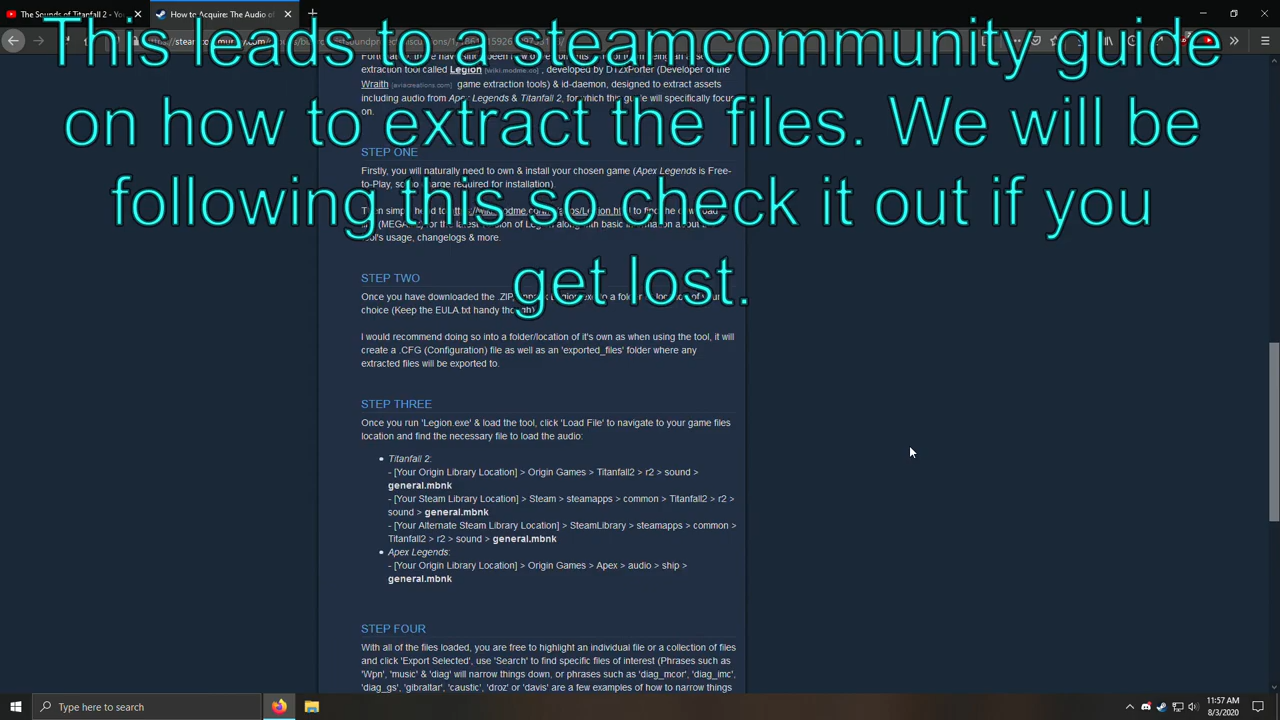 The Sounds of Titanfall 2 - Yo
How to Acquire: The Audio of
This leads to a steamcommunity guide
on how to extract the files. We will be
following this so check it out if you
get lost.
extraction tool called Legion [wiki.modme.co] , developed by DTZxPorter (Developer of the
Wraith [aviacreations.com] game extraction tools) & id-daemon, designed to extract assets
including audio from Apex Legends & Titanfall 2, for which this guide will specifically focus
on.
STEP ONE
Firstly, you will naturally need to own & install your chosen game (Apex Legends is Free-
to-Play, so no charge required for installation)
Then simply head to
tool's usage, changelogs & more.
STEP TWO
Once you have downloaded the .ZIP,
choice (Keep the EULA.txt handy though)
I would recommend doing so into a folder/location of it's own as when using the tool, it will
create a .CFG (Configuration) file as well as an 'exported_files' folder where any
extracted files will be exported to.
STEP THREE
Once you run 'Legion.exe' & load the tool, click 'Load File' to navigate to your game files
location and find the necessary file to load the audio:
Titanfall 2:
- [Your Origin Library Location] > Origin Games > Titanfall2 > r2 > sound >
general.mbnk
- [Your Steam Library Location] > Steam > steamapps > common > Titanfall2 > r2 >
sound > general.mbnk
- [Your Alternate Steam Library Location] > SteamLibrary > steamapps > common >
Titanfall2 > r2 > sound > general.mbnk
Apex Legends:
- [Your Origin Library Location] > Origin Games > Apex > audio > ship >
general.mbnk
STEP FOUR
With all of the files loaded, you are free to highlight an individual file or a collection of files
and click 'Export Selected', use 'Search' to find specific files of interest (Phrases such as
'Wpn', 'music' & 'diag' will narrow things down, or phrases such as 'diag_mcor', 'diag_imc'.
'diag_gs', 'gibraltar', 'caustic', 'droz' or 'davis' are a few examples of how to narrow things
Type here to search
11:57 AM
8/3/2020